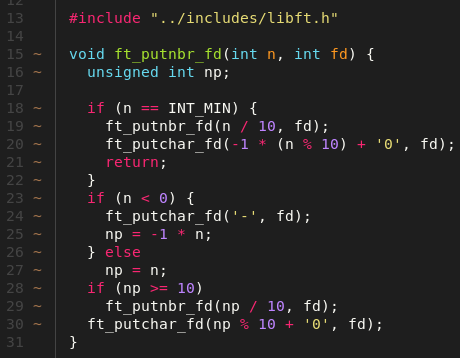 12
13 #include "../includes/libft.h"
14
15 ~ void ft_putnbr_fd(int n, int fd) {
16 ~ unsigned int np;
17
18 ~ if (n == INT_MIN) {
19 ~ ft_putnbr_fd(n / 10, fd);
20 ~ ft_putchar_fd(-1 * (n % 10) + '0', fd);
21 ~ return;
22 ~ }
23 ~ if (n < 0) {
24 ~ ft_putchar_fd('-', fd);
25 ~ np = -1 * n;
26 ~ } else
27 ~ np = n;
28 ~ if (np >= 10)
29 ~ ft_putnbr_fd(np / 10, fd);
30 ~ ft_putchar_fd(np % 10 + '0', fd);
31 }